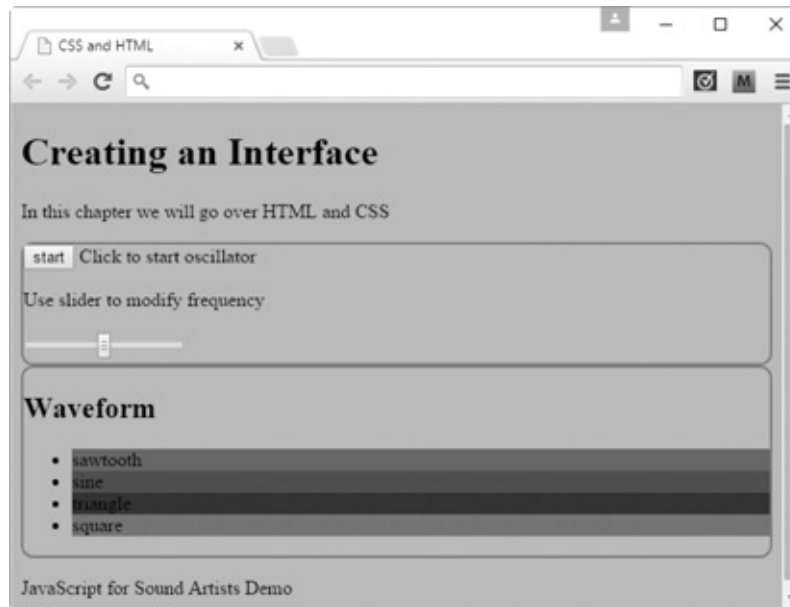 CSS and HTML
M
Creating an Interface
In this chapter we will go over HTML and CSS
start Click to start oscillator
Use slider to modify frequency
Waveform
sawtooth
sine
triangle
square
JavaScript for Sound Artists Demo